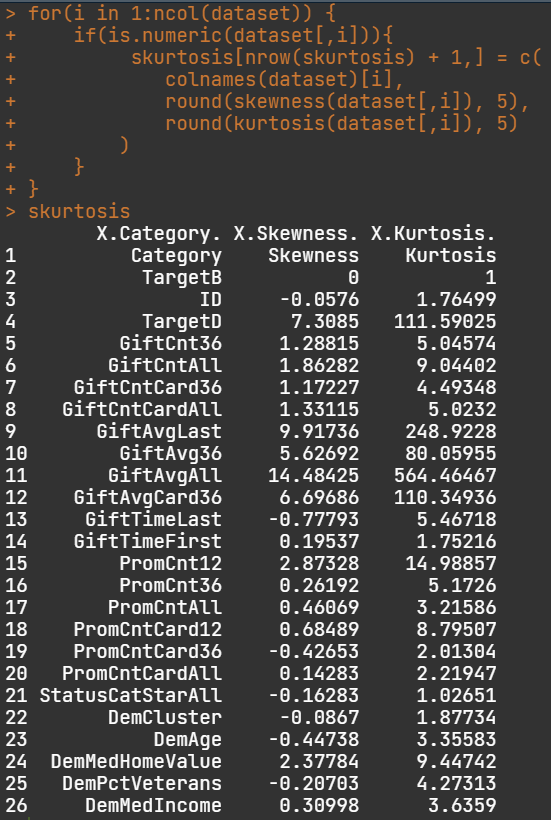 > for(i in 1:ncol(dataset)) {
+     if(is.numeric(dataset[,i])){
+          skurtosis[nrow(skurtosis) + 1,] = c(
+             colnames(dataset)[i],
+             round(skewness(dataset[,i]), 5),
+             round(kurtosis(dataset[,i]), 5)
+         )
+     }
+ }
> skurtosis
X.Category. X.Skewness. X.Kurtosis.
1 Category Skewness Kurtosis
2 TargetB 0 1
3 ID -0.0576 1.76499
4 TargetD 7.3085 111.59025
5 GiftCnt36 1.28815 5.04574
6 GiftCntAll 1.86282 9.04402
7 GiftCntCard36 1.17227 4.49348
8 GiftCntCardAll 1.33115 5.0232
9 GiftAvgLast 9.91736 248.9228
10 GiftAvg36 5.62692 80.05955
11 GiftAvgAll 14.48425 564.46467
12 GiftAvgCard36 6.69686 110.34936
13 GiftTimeLast -0.77793 5.46718
14 GiftTimeFirst 0.19537 1.75216
15 PromCnt12 2.87328 14.98857
16 PromCnt36 0.26192 5.1726
17 PromCntAll 0.46069 3.21586
18 PromCntCard12 0.68489 8.79507
19 PromCntCard36 -0.42653 2.01304
20 PromCntCardAll 0.14283 2.21947
21 StatusCatStarAll -0.16283 1.02651
22 DemCluster -0.0867 1.87734
23 DemAge -0.44738 3.35583
24 DemMedHomeValue 2.37784 9.44742
25 DemPctVeterans -0.20703 4.27313
26 DemMedIncome 0.30998 3.6359